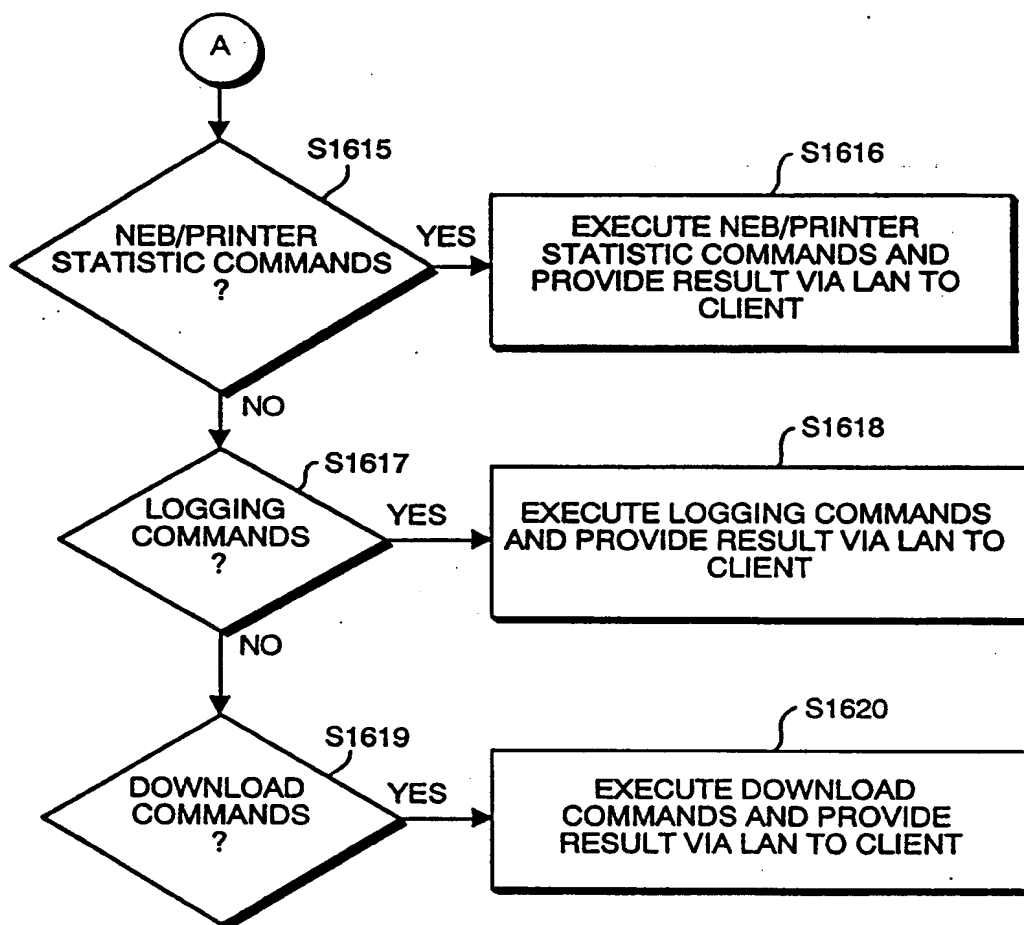 A
S1615
NEB/PRINTER
STATISTIC COMMANDS
?
YES
S1616
EXECUTE NEB/PRINTER
STATISTIC COMMANDS AND
PROVIDE RESULT VIA LAN TO
CLIENT
NO
S1617
LOGGING
COMMANDS
?
YES
S1618
EXECUTE LOGGING COMMANDS
AND PROVIDE RESULT VIA LAN TO
CLIENT
NO
S1619
DOWNLOAD
COMMANDS
?
YES
S1620
EXECUTE DOWNLOAD
COMMANDS AND PROVIDE
RESULT VIA LAN TO CLIENT